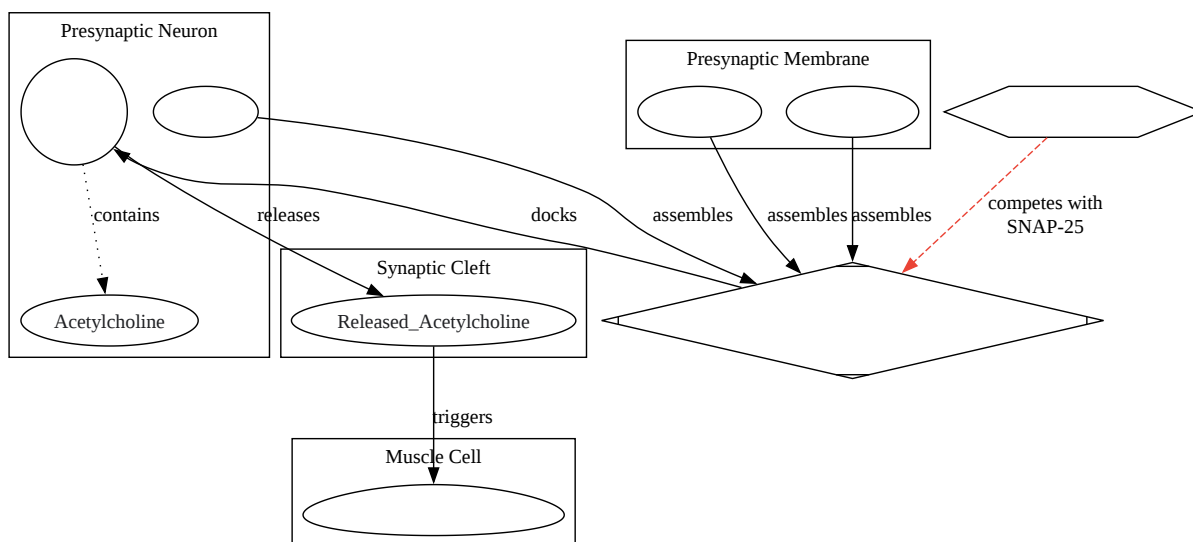 Presynaptic Neuron
Presynaptic Membrane
contains
releases
docks
assembles
assembles
assembles
competes with
SNAP-25
Synaptic Cleft
Acetylcholine
Released_Acetylcholine
triggers
Muscle Cell